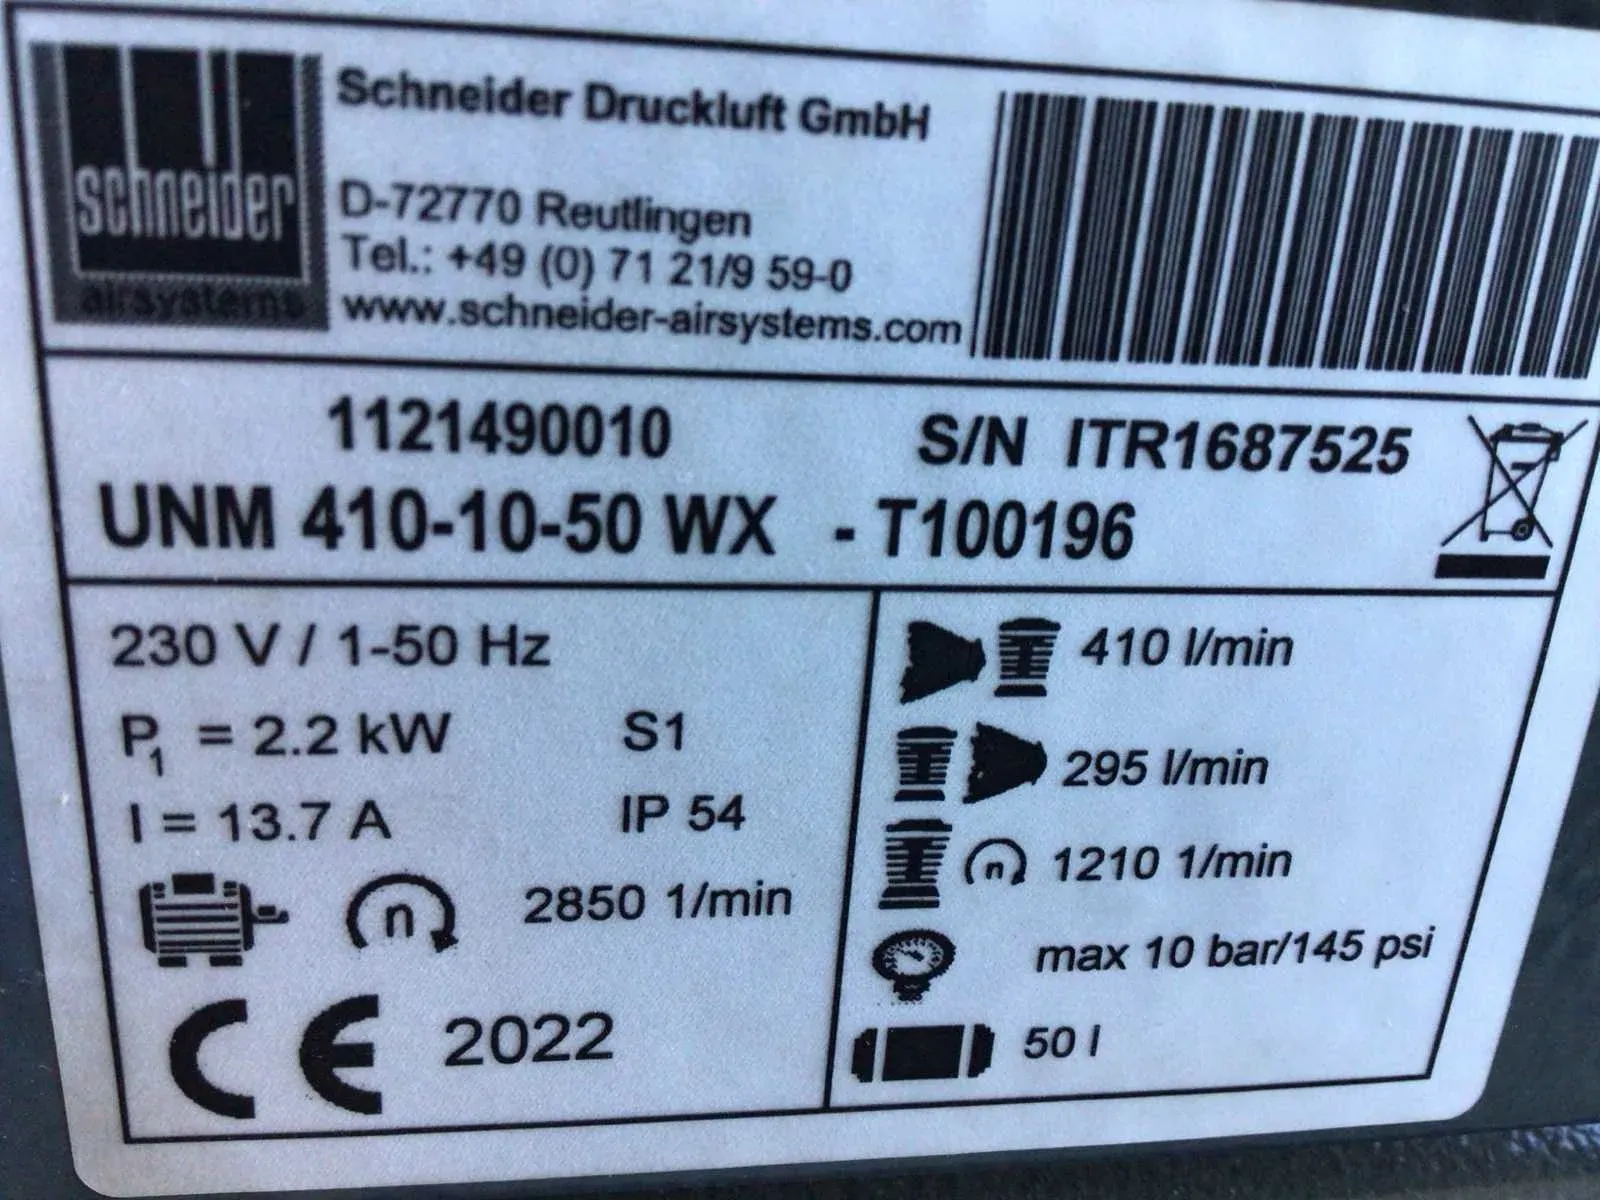 schneider
airsystems
Schneider Druckluft GmbH
D-72770 Reutlingen
Tel.: +49 (0) 71 21/9 59-0
www.schneider-airsystems.com
1121490010
S/N ITR1687525
UNM 410-10-50 WX - T100196
230 V / 1-50 Hz
P1 = 2.2 kW S1
I = 13.7 A IP 54
n 2850 1/min
CE 2022
410 l/min
295 l/min
n 1210 1/min
max 10 bar/145 psi
50 l